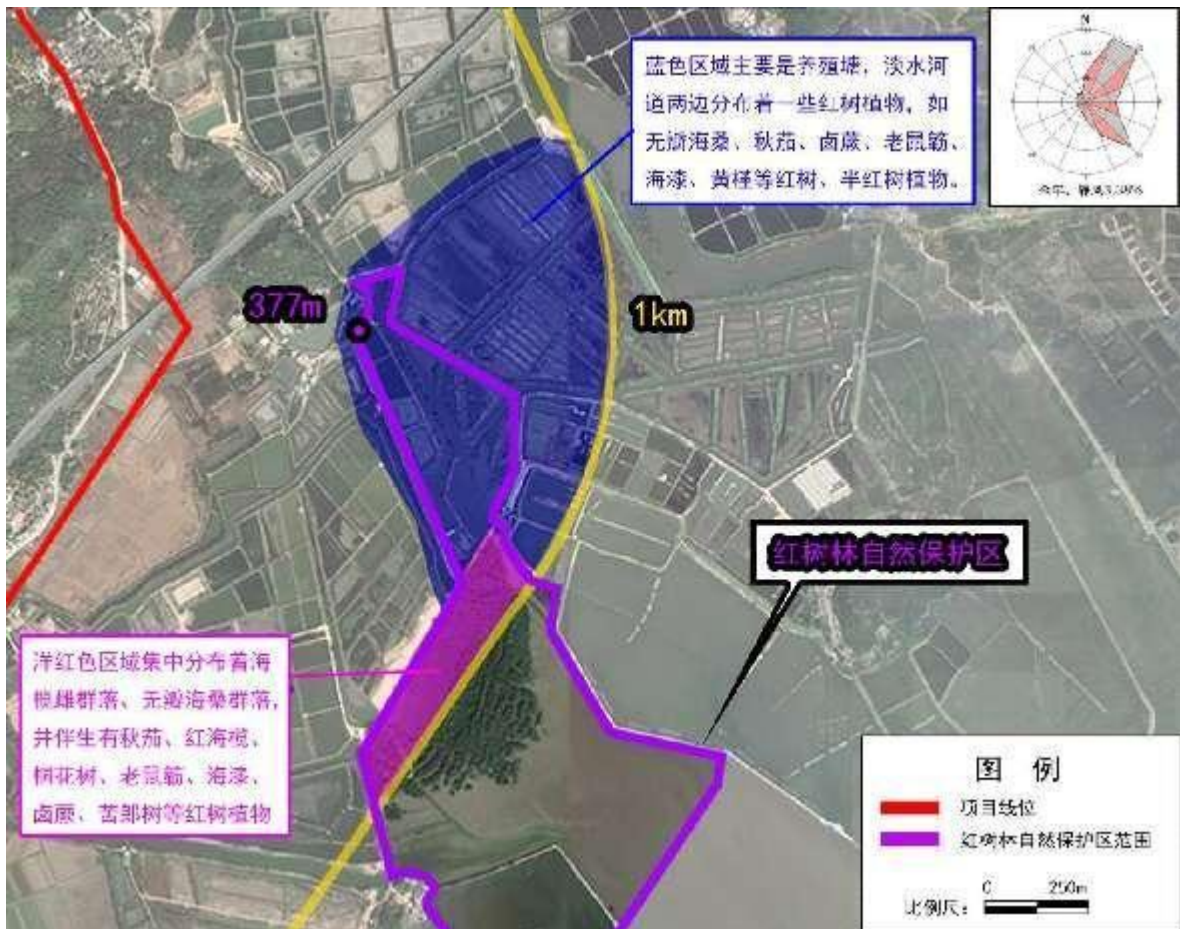 蓝色区域主要是养殖塘，淡水河
道两边分布着一些红树植物，如
无瓣海桑、秋茄、卤蕨、老鼠簕、
海漆、黄槿等红树、半红树植物。
N
377m
1km
红树林自然保护区
洋红色区域集中分布着海
榄雌群落、无瓣海桑群落，
并伴生有秋茄、红海榄、
桐花树、老鼠簕、海漆、
卤蕨、苦郎树等红树植物
图 例
项目线位
红树林自然保护区范围
0 250m
比例尺：